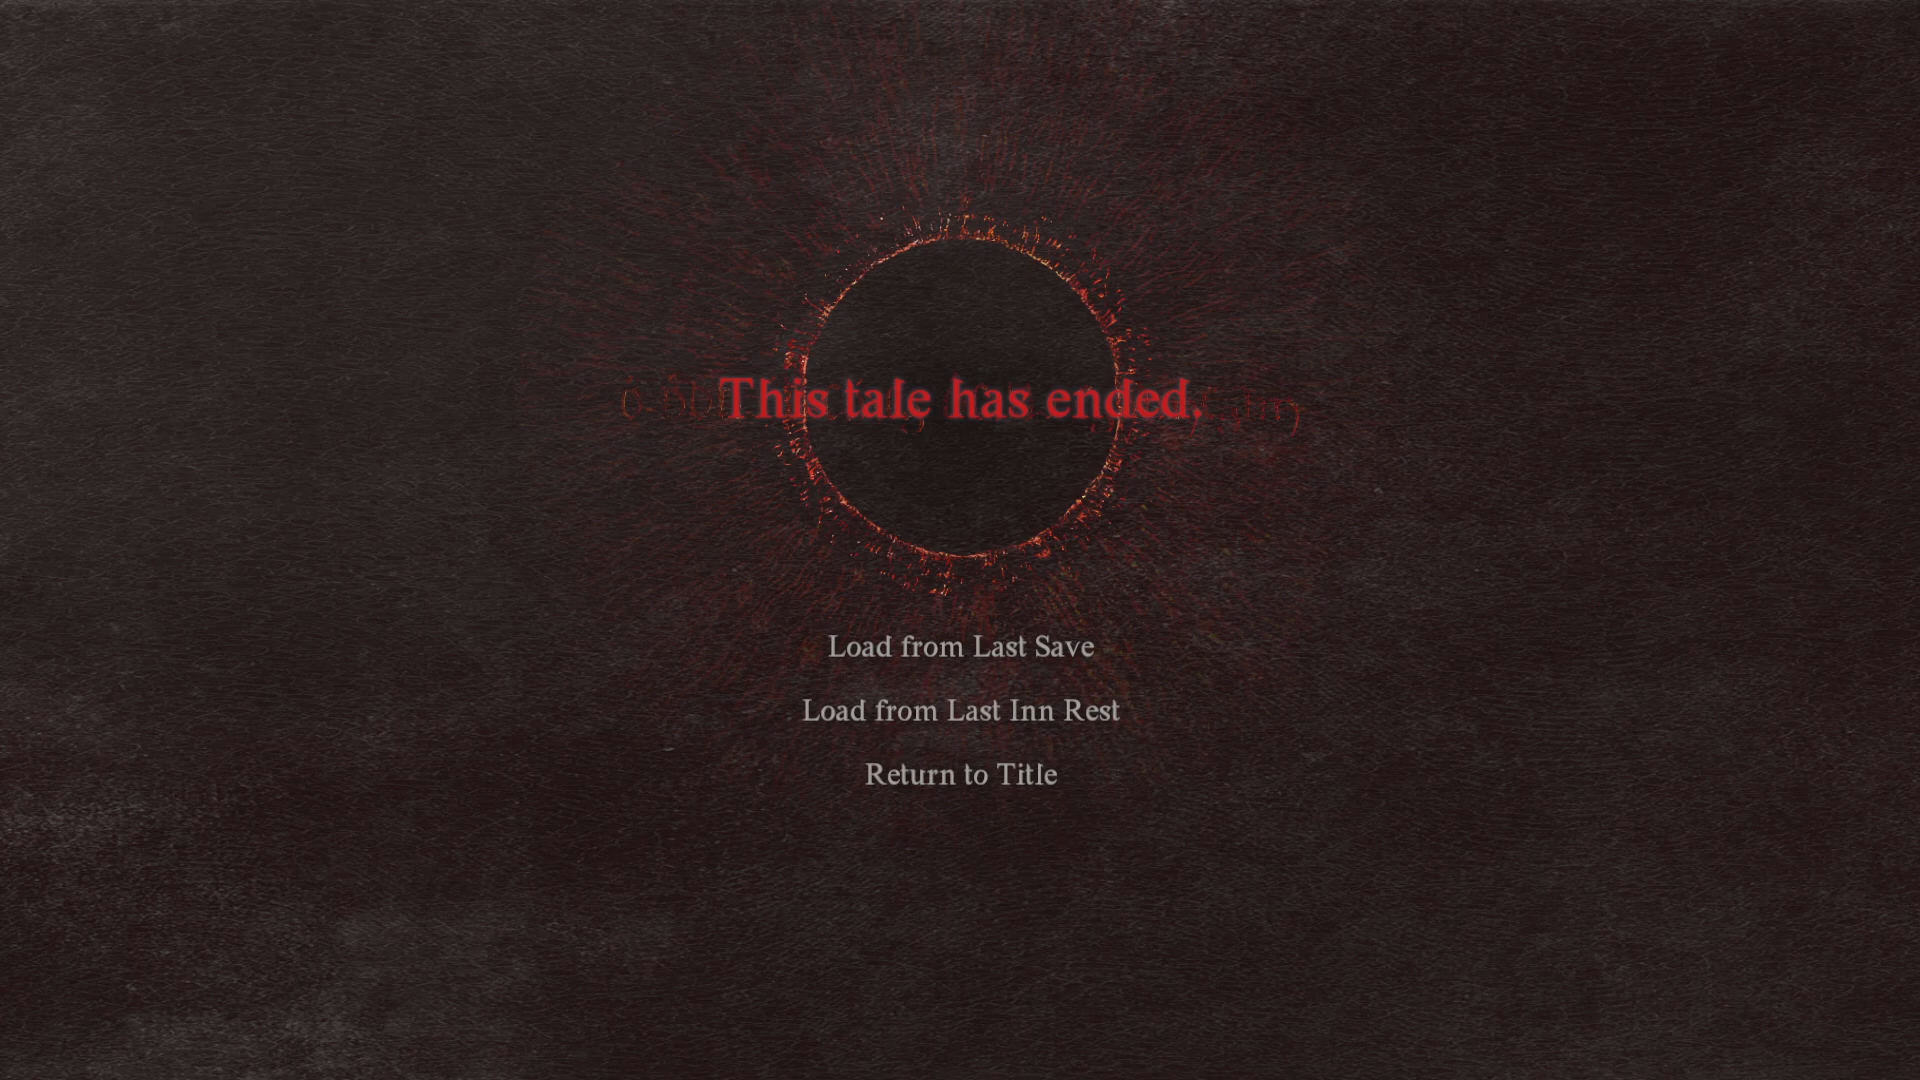 This tale has ended.
Load from Last Save
Load from Last Inn Rest
Return to Title